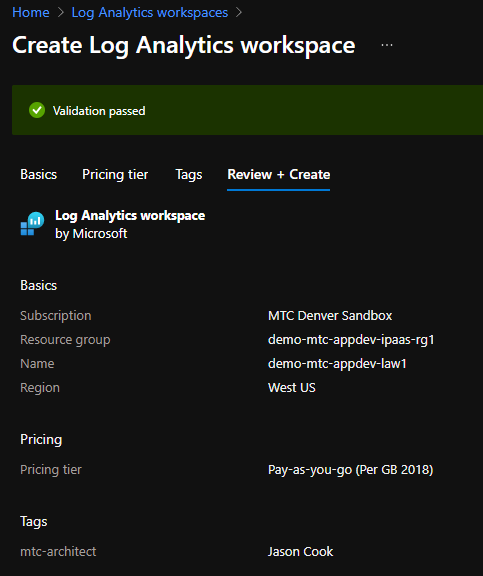 Home > Log Analytics workspaces >
Create Log Analytics workspace ...
Validation passed
Basics Pricing tier Tags Review + Create
Log Analytics workspace
by Microsoft
Basics
Subscription MTC Denver Sandbox
Resource group demo-mtc-appdev-ipaas-rg1
Name demo-mtc-appdev-law1
Region West US
Pricing
Pricing tier Pay-as-you-go (Per GB 2018)
Tags
mtc-architect Jason Cook